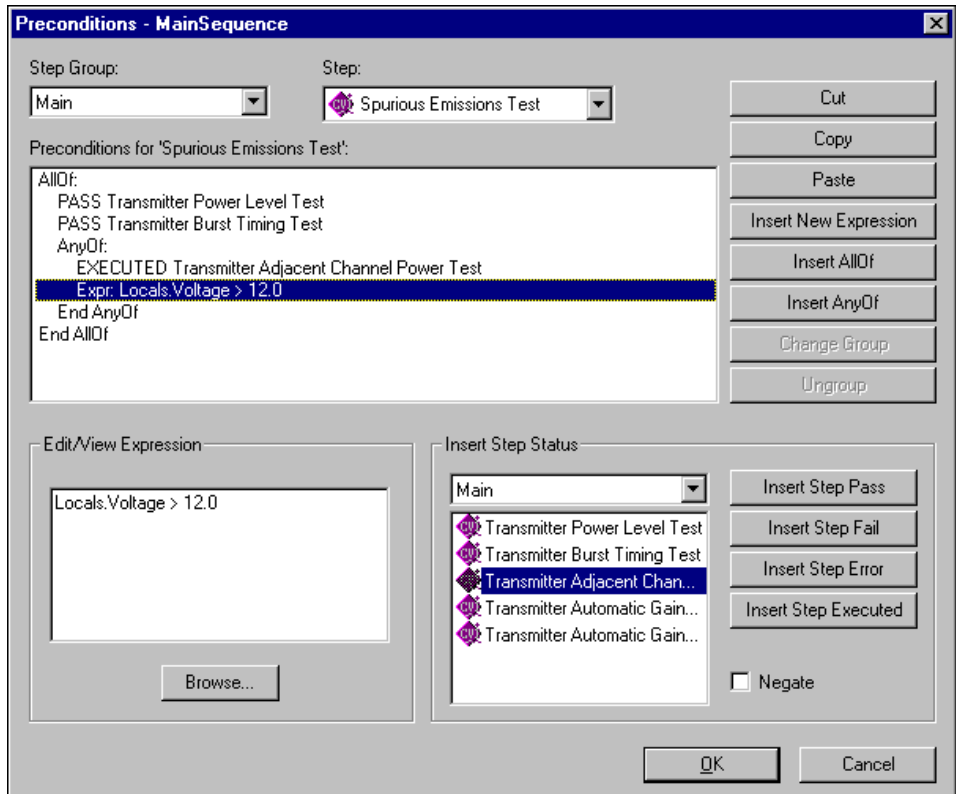 Preconditions - MainSequence
Step Group:
Step:
Main
Spurious Emissions Test
Preconditions for 'Spurious Emissions Test':
AllOf:
PASS Transmitter Power Level Test
PASS Transmitter Burst Timing Test
AnyOf:
EXECUTED Transmitter Adjacent Channel Power Test
Expr: Locals.Voltage > 12.0
End AnyOf
End AllOf
Cut
Copy
Paste
Insert New Expression
Insert AllOf
Insert AnyOf
Change Group
Ungroup
Edit/View Expression
Locals.Voltage > 12.0
Browse...
Insert Step Status
Main
Transmitter Power Level Test
Transmitter Burst Timing Test
Transmitter Adjacent Chan...
Transmitter Automatic Gain...
Transmitter Automatic Gain...
Insert Step Pass
Insert Step Fail
Insert Step Error
Insert Step Executed
Negate
OK
Cancel